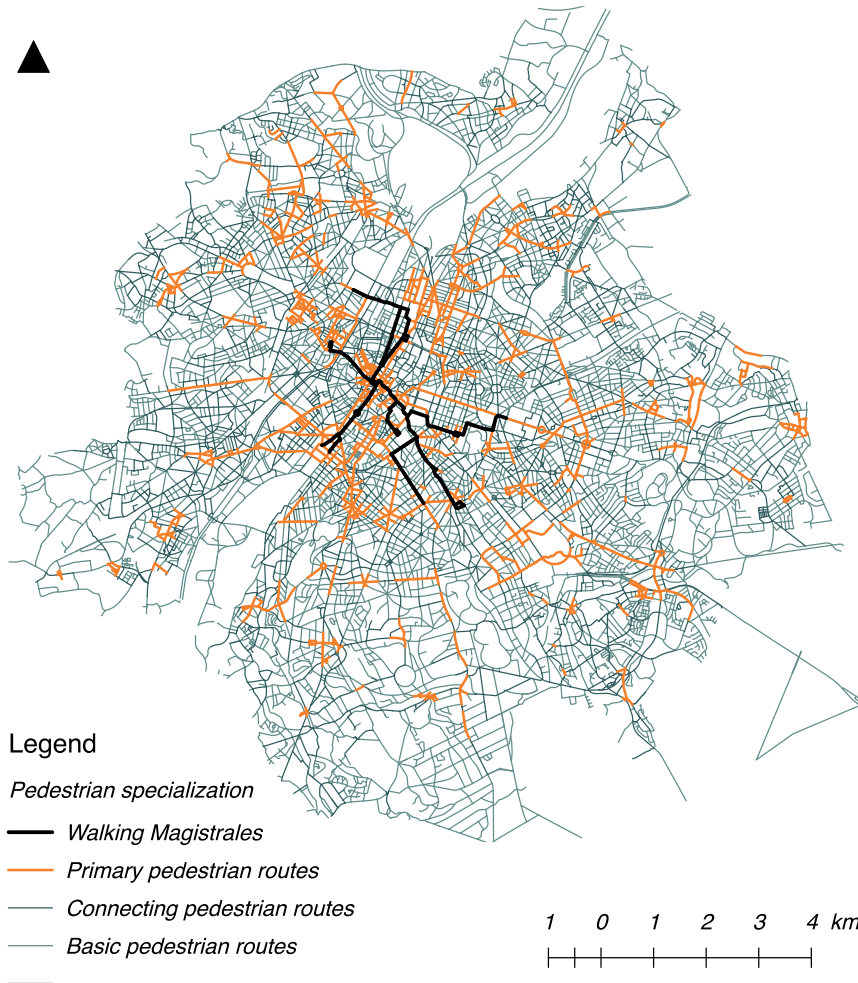 Legend
Pedestrian specialization
Walking Magistrales
Primary pedestrian routes
Connecting pedestrian routes
Basic pedestrian routes
1 0 1 2 3 4 km